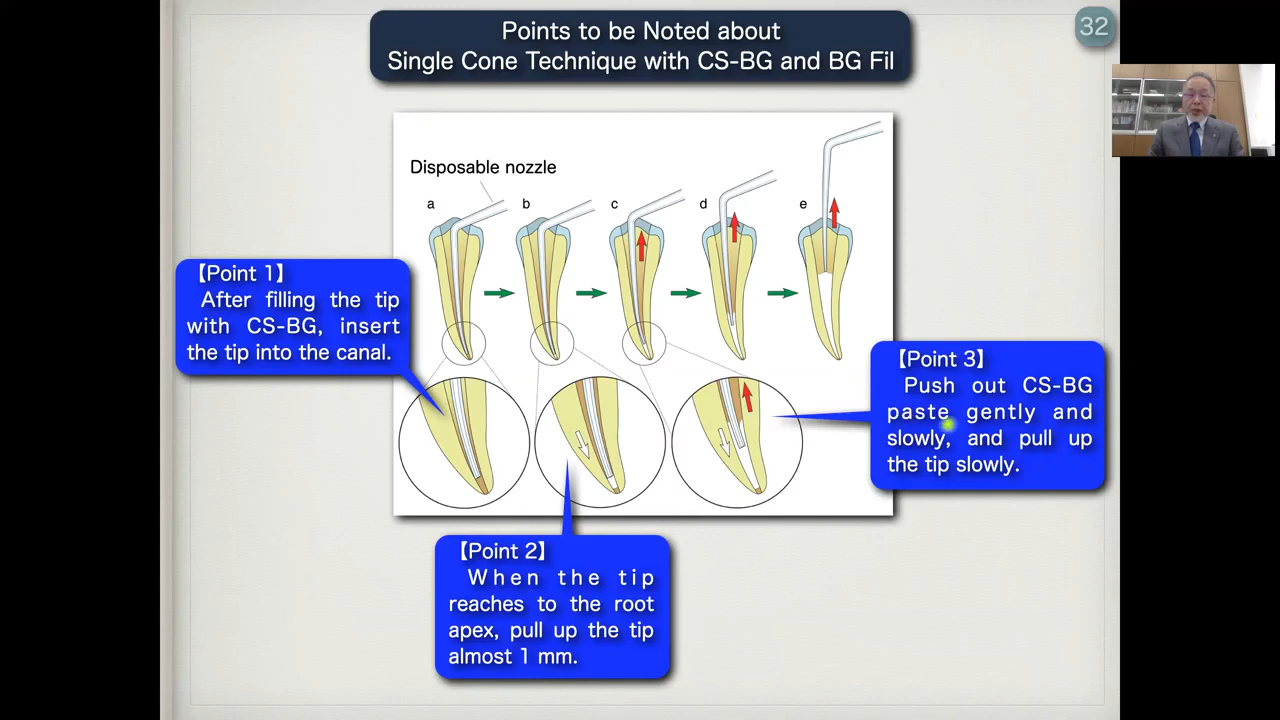 Points to be Noted about
Single Cone Technique with CS-BG and BG Fil
32
Disposable nozzle
a
b
c
d
e
【Point 1】
After filling the tip
with CS-BG, insert
the tip into the canal.
【Point 2】
When the tip
reaches to the root
apex, pull up the tip
almost 1 mm.
【Point 3】
Push out CS-BG
paste gently and
slowly, and pull up
the tip slowly.